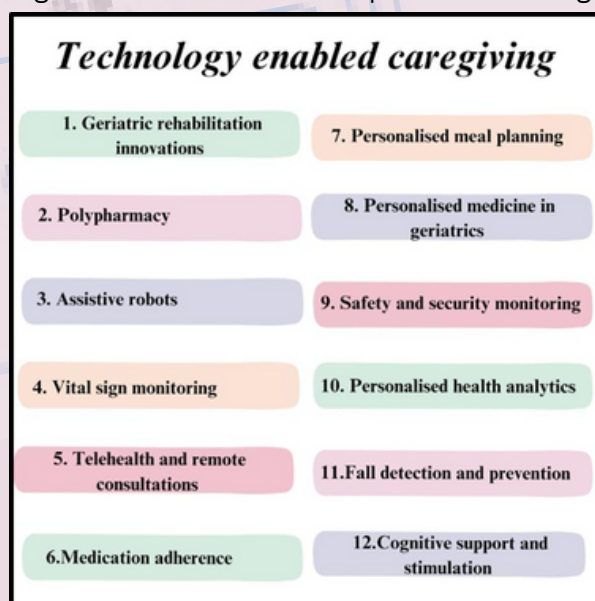 Technology enabled caregiving
1. Geriatric rehabilitation
innovations
2. Polypharmacy
3. Assistive robots
4. Vital sign monitoring
5. Telehealth and remote
consultations
6.Medication adherence
7. Personalised meal planning
8. Personalised medicine in
geriatrics
9. Safety and security monitoring
10. Personalised health analytics
11.Fall detection and prevention
12.Cognitive support and
stimulation